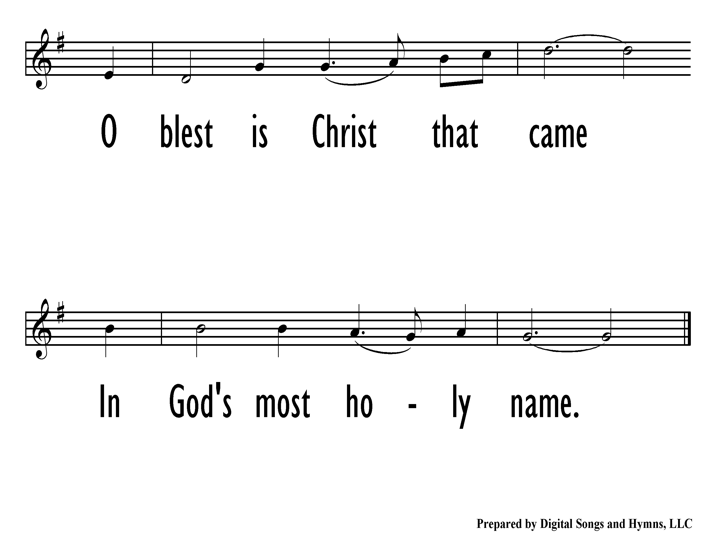 O blest is Christ that came
In God's most ho - ly name.
Prepared by Digital Songs and Hymns, LLC